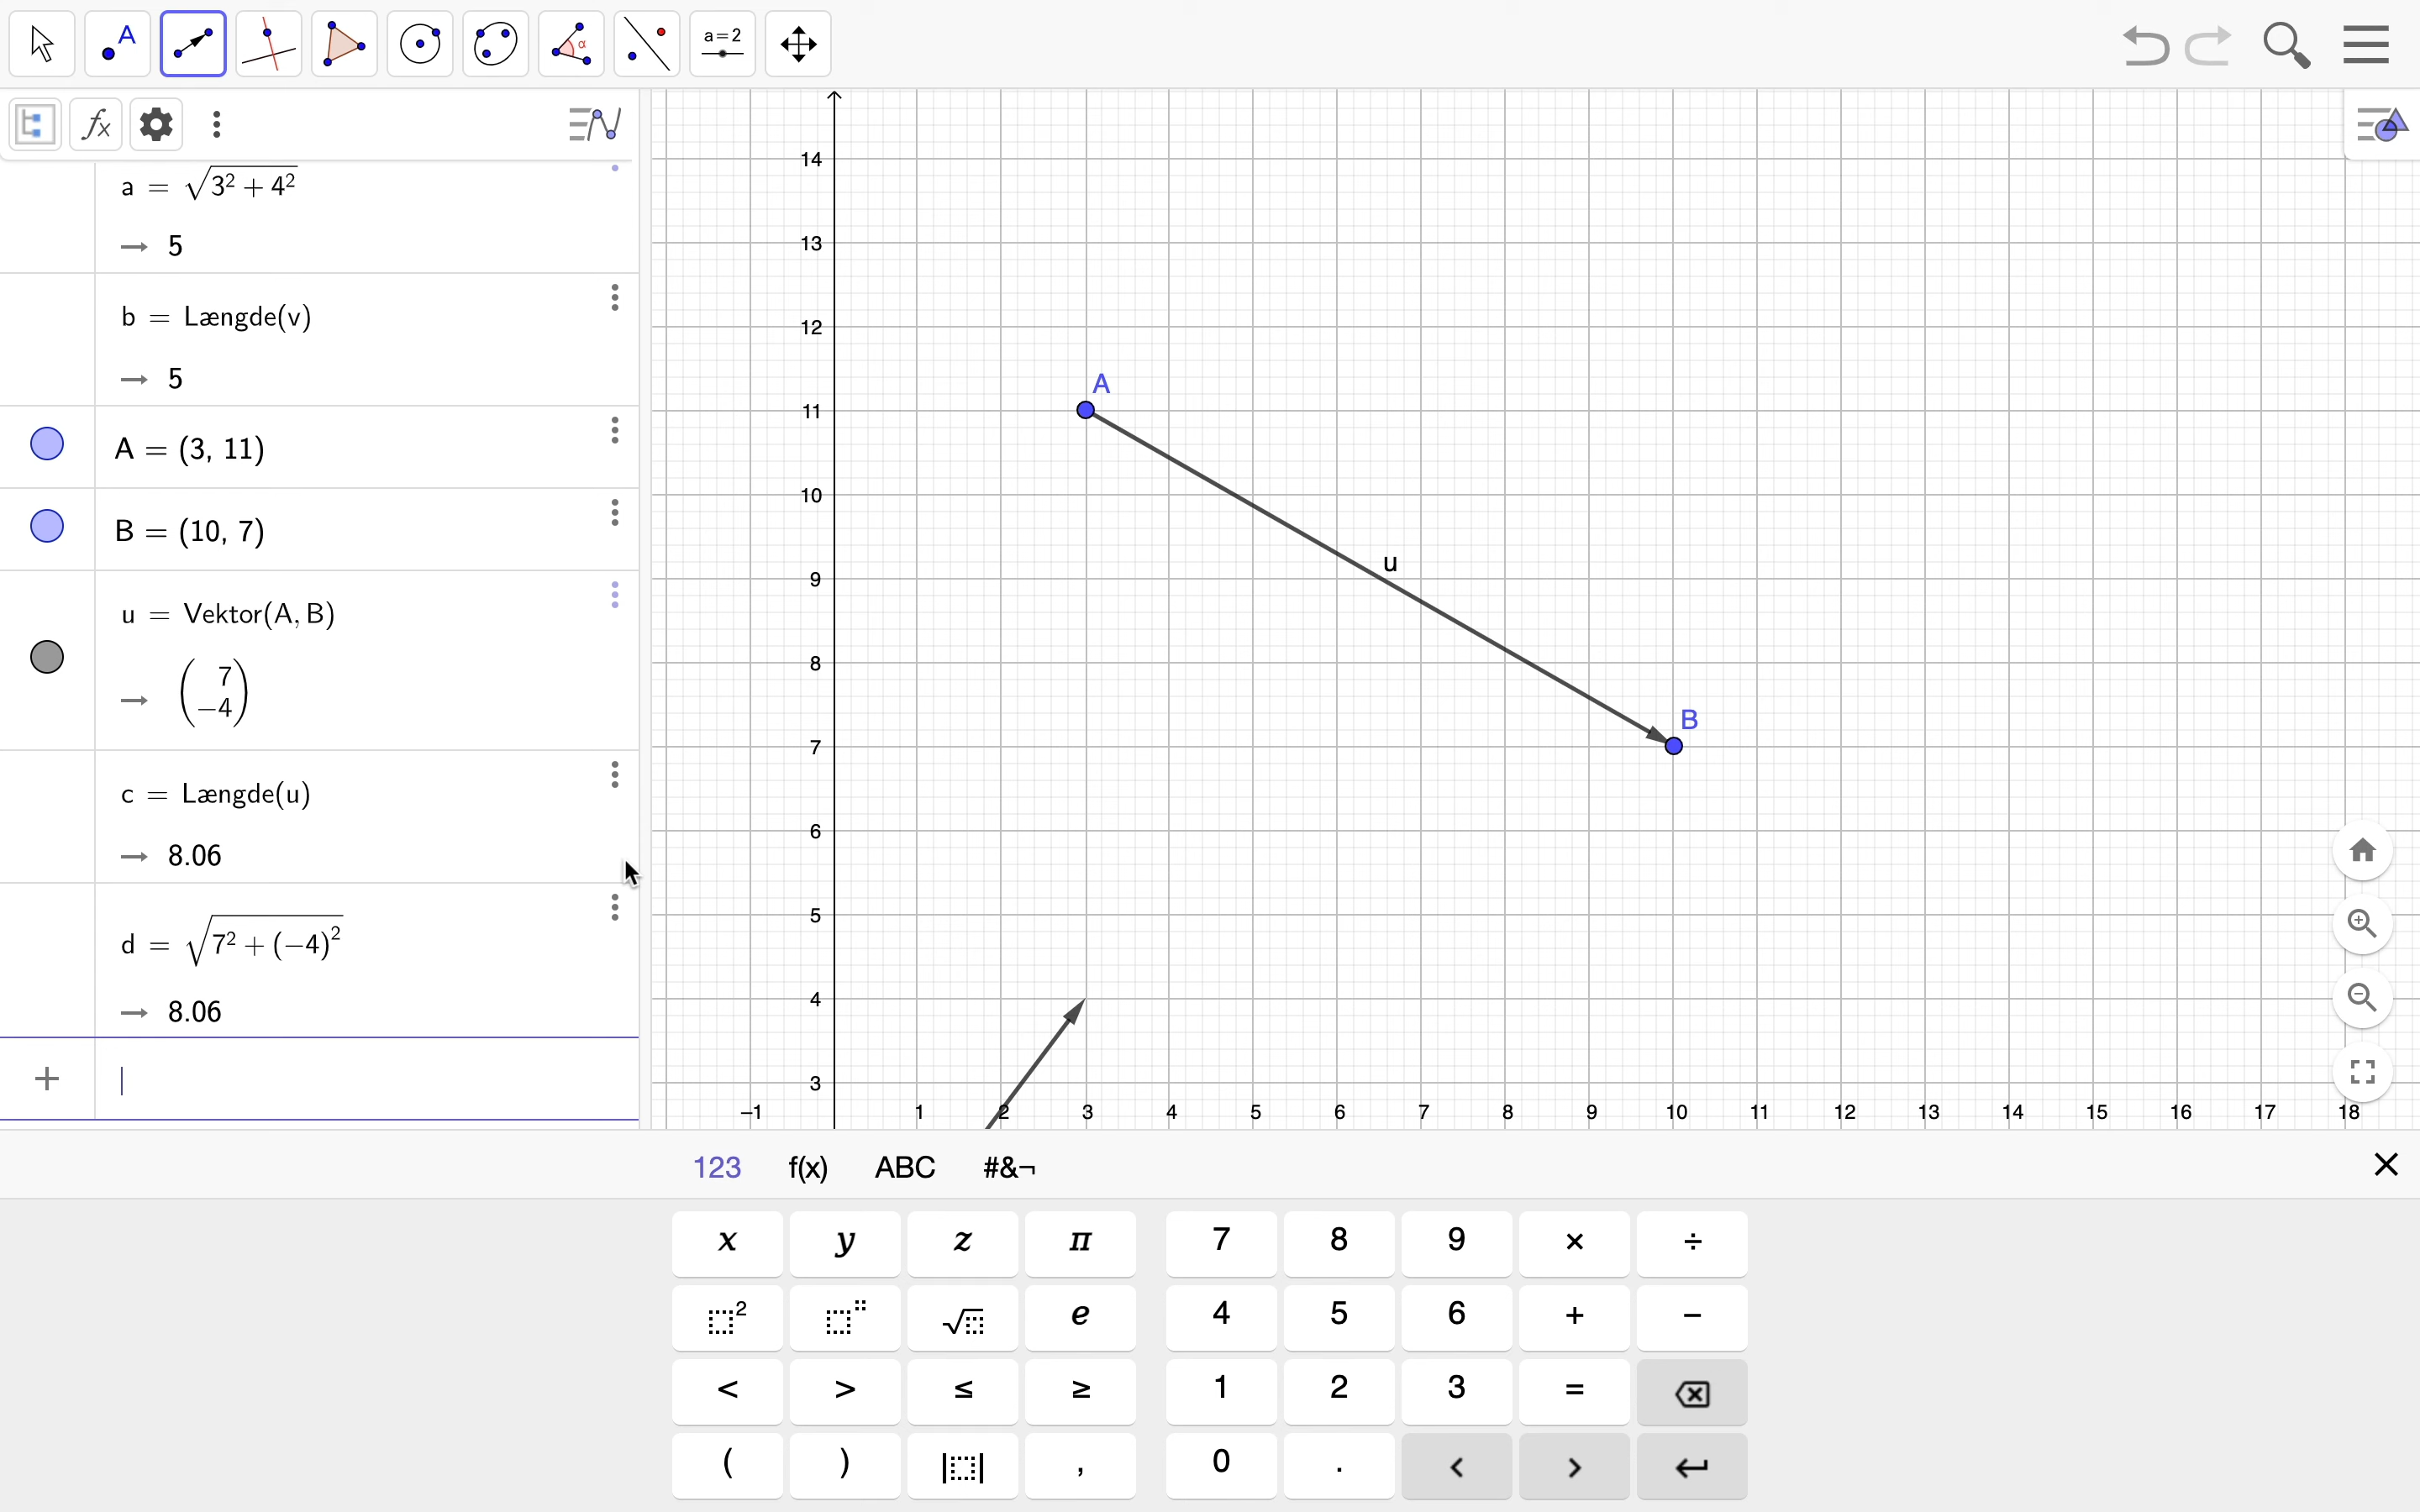 A
α
a=2
fx
a = √3² + 4²
→ 5
b = Længde(v)
→ 5
A = (3, 11)
B = (10, 7)
u = Vektor(A, B)
→ (7
−4)
c = Længde(u)
→ 8.06
d = √7² + (−4)²
→ 8.06
+
14
13
12
11
10
9
8
7
6
5
4
3
A
u
B
−1 1 2 3 4 5 6 7 8 9 10 11 12 13 14 15 16 17 18
123 f(x) ABC #&¬
x y z π 7 8 9 × ÷
² √ e 4 5 6 + −
< > ≤ ≥ 1 2 3 =
( ) | | , 0 . < >